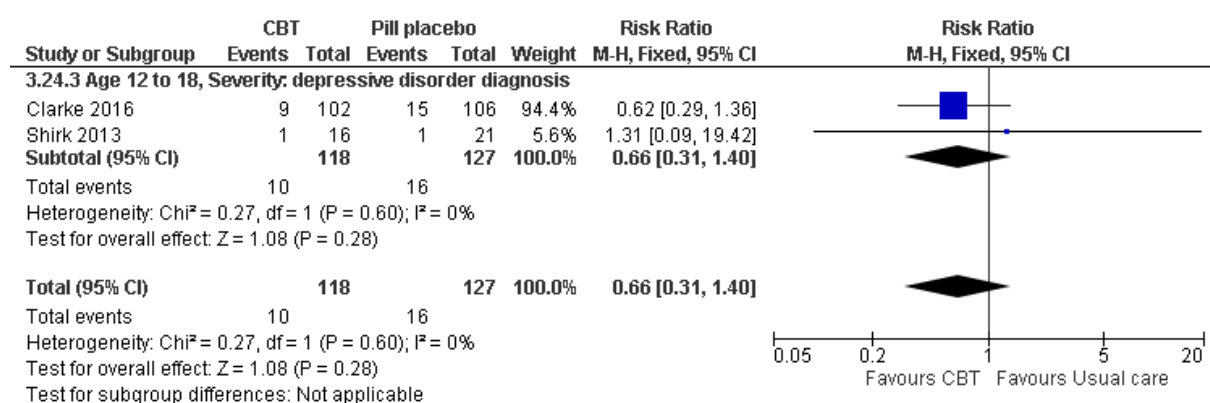 CBT Pill placebo Risk Ratio Risk Ratio
Study or Subgroup Events Total Events Total Weight M-H, Fixed, 95% CI M-H, Fixed, 95% CI
3.24.3 Age 12 to 18, Severity: depressive disorder diagnosis
Clarke 2016 9 102 15 106 94.4% 0.62 [0.29, 1.36]
Shirk 2013 1 16 1 21 5.6% 1.31 [0.09, 19.42]
Subtotal (95% CI) 118 127 100.0% 0.66 [0.31, 1.40]
Total events 10 16
Heterogeneity: Chi² = 0.27, df = 1 (P = 0.60); I² = 0%
Test for overall effect: Z = 1.08 (P = 0.28)
Total (95% CI) 118 127 100.0% 0.66 [0.31, 1.40]
Total events 10 16
Heterogeneity: Chi² = 0.27, df = 1 (P = 0.60); I² = 0%
Test for overall effect: Z = 1.08 (P = 0.28)
Test for subgroup differences: Not applicable
0.05 0.2 1 5 20
Favours CBT Favours Usual care